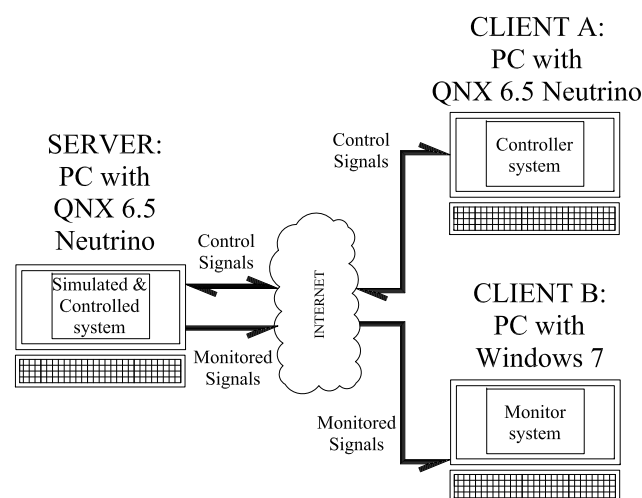 CLIENT A:
PC with
QNX 6.5 Neutrino
Control
Signals
Controller
system
SERVER:
PC with
QNX 6.5
Neutrino
Control
Signals
Simulated &
Controlled
system
INTERNET
Monitored
Signals
CLIENT B:
PC with
Windows 7
Monitored
Signals
Monitor
system